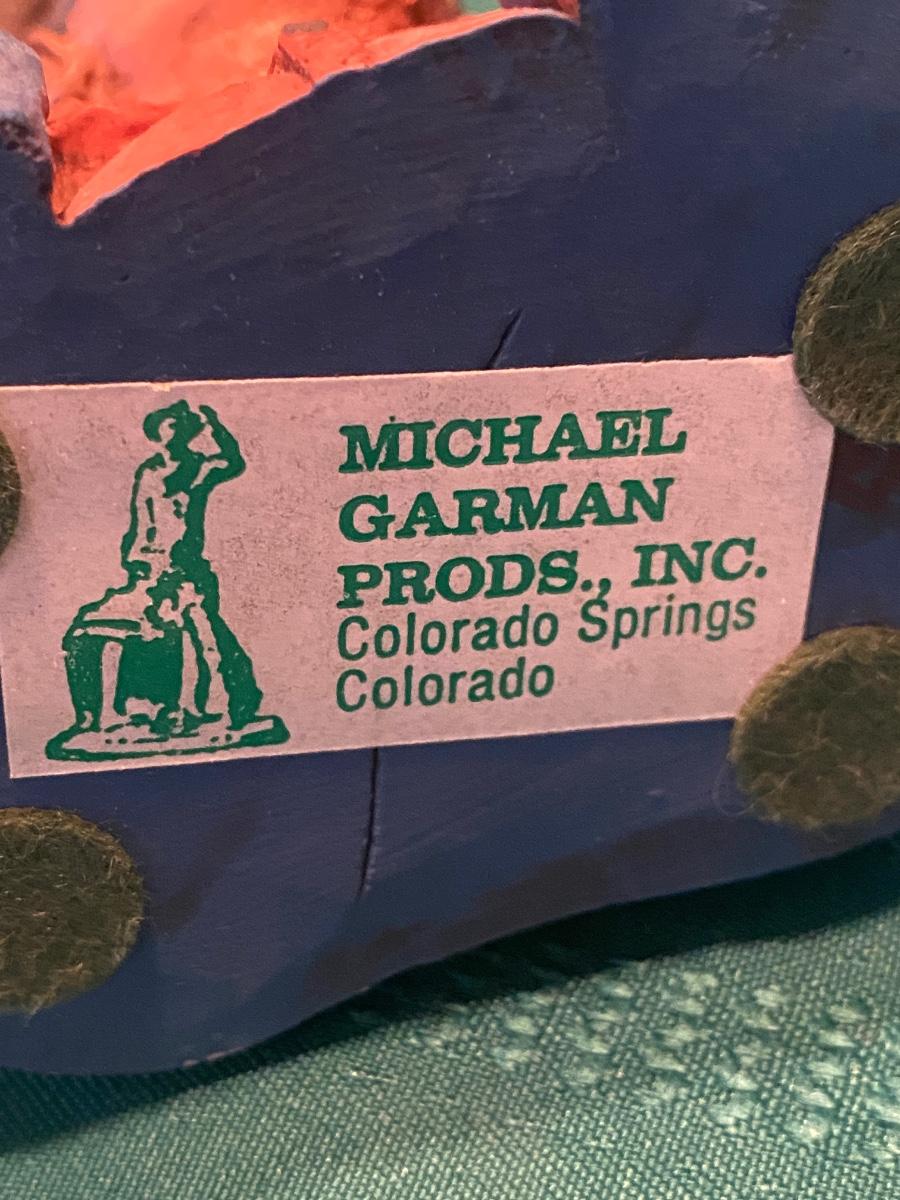 MICHAEL
GARMAN
PRODS., INC.
Colorado Springs
Colorado